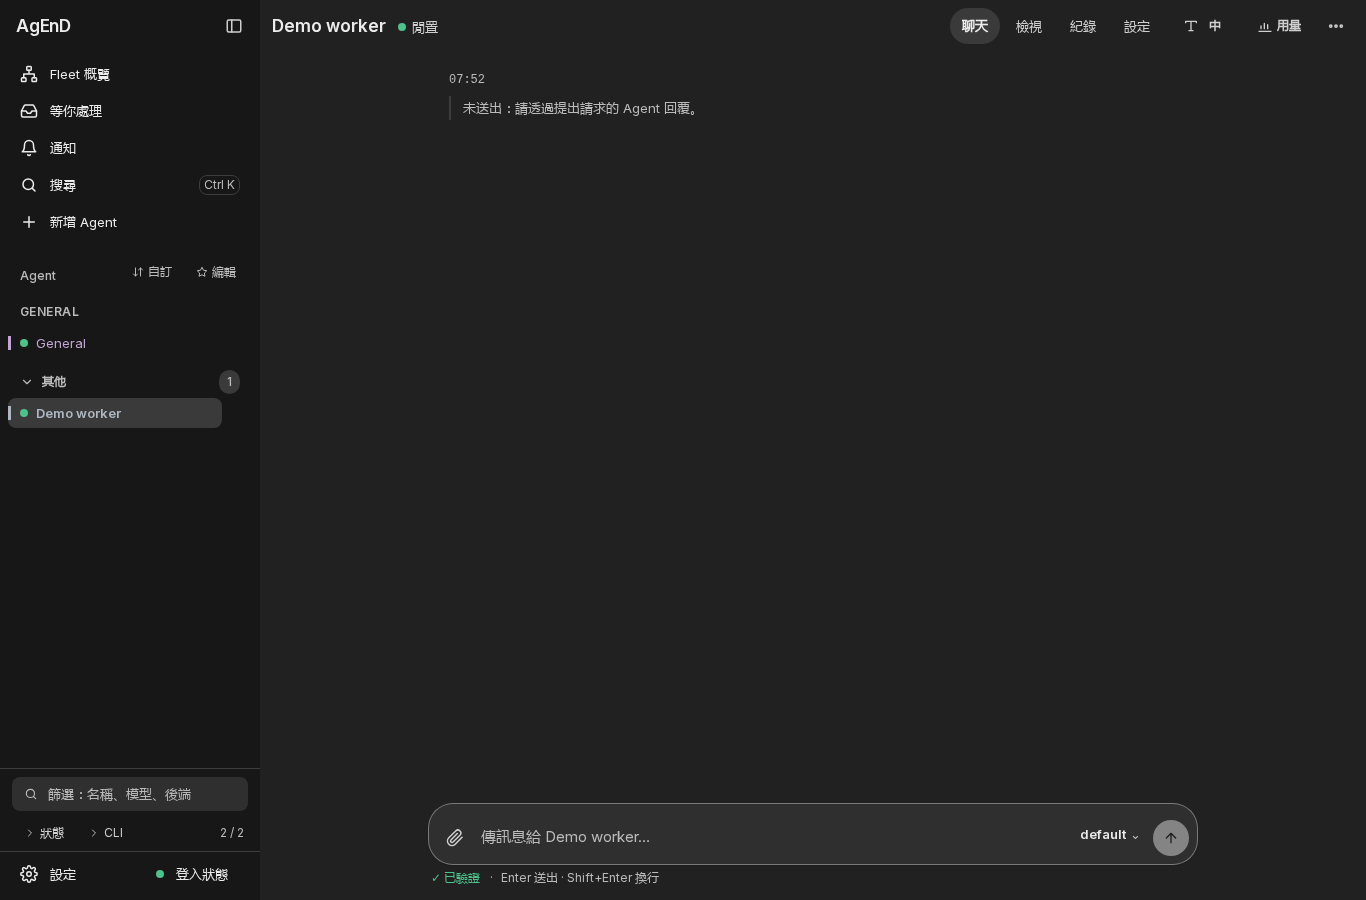 AgEnD
Fleet 概覽
等你處理
通知
搜尋 Ctrl K
新增 Agent
Agent 自訂 編輯
GENERAL
General
其他 1
Demo worker
篩選：名稱、模型、後端
狀態 CLI 2 / 2
設定 登入狀態
Demo worker 閒置 聊天 檢視 紀錄 設定 中 用量
07:52
未送出：請透過提出請求的 Agent 回覆。
傳訊息給 Demo worker... default
✓ 已驗證 · Enter 送出 · Shift+Enter 換行